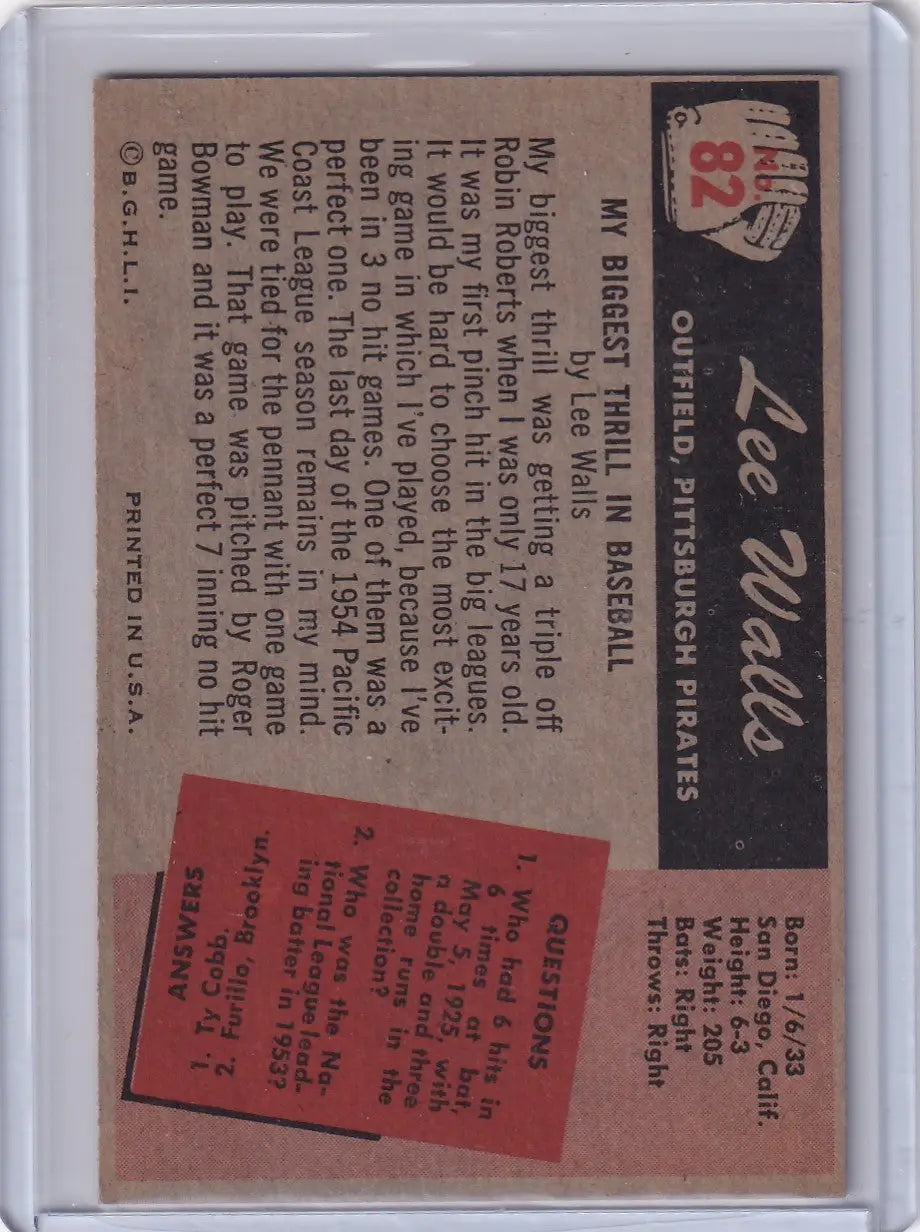 No.
82
Lee Walls
OUTFIELD, PITTSBURGH PIRATES
Born: 1/6/33
San Diego, Calif.
Height: 6-3
Weight: 205
Bats: Right
Throws: Right
MY BIGGEST THRILL IN BASEBALL
by Lee Walls
My biggest thrill was getting a triple off
Robin Roberts when I was only 17 years old.
It was my first pinch hit in the big leagues.
It would be hard to choose the most excit-
ing game in which I've played, because I've
been in 3 no hit games. One of them was a
perfect one. The last day of the 1954 Pacific
Coast League season remains in my mind.
We were tied for the pennant with one game
to play. That game was pitched by Roger
Bowman and it was a perfect 7 inning no hit
game.
© B.G.H.L.I.
PRINTED IN U.S.A.
QUESTIONS
1. Who had 6 hits in
6 times at bat,
May 5, 1925, with
a double and three
home runs in the
collection?
2. Who was the Na-
tional League lead-
ing batter in 1953?
ANSWERS
1. Ty Cobb.
2. Furillo, Brooklyn.